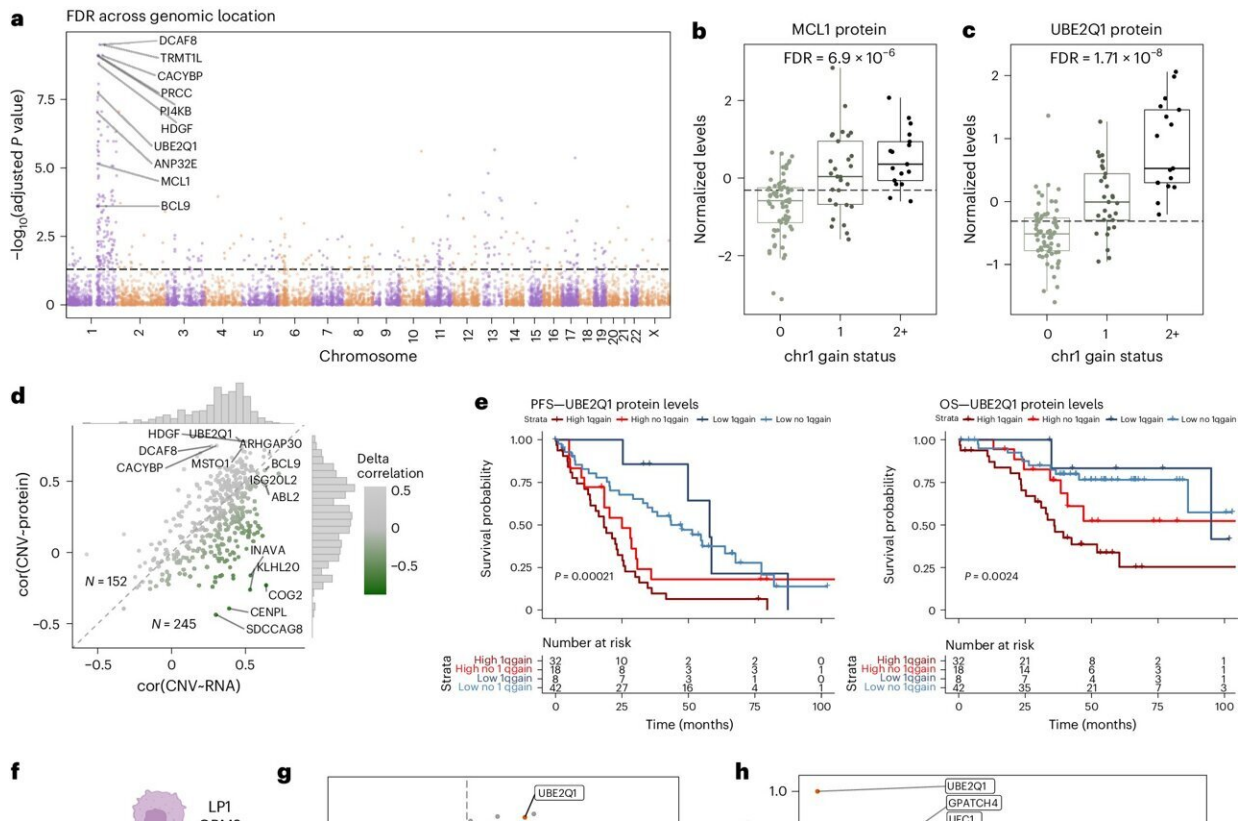 a
FDR across genomic location
−log10(adjusted P value)
7.5
5.0
2.5
0
DCAF8
TRMT1L
CACYBP
PRCC
PI4KB
HDGF
UBE2Q1
ANP32E
MCL1
BCL9
1 2 3 4 5 6 7 8 9 10 11 12 13 14 15 16 17 18 19 20 21 22 X
Chromosome
b
MCL1 protein
FDR = 6.9 × 10−6
Normalized levels
2
0
−2
0 1 2+
chr1 gain status
c
UBE2Q1 protein
FDR = 1.71 × 10−8
Normalized levels
2
1
0
−1
0 1 2+
chr1 gain status
d
cor(CNV~protein)
0.5
0
−0.5
HDGF UBE2Q1
ARHGAP30
DCAF8
MSTO1
BCL9
CACYBP
ISG20L2
ABL2
INAVA
KLHL20
COG2
CENPL
SDCCAG8
N = 152
N = 245
−0.5 0 0.5
cor(CNV~RNA)
Delta
correlation
0.5
0
−0.5
e
PFS—UBE2Q1 protein levels
Strata High 1qgain High no 1qgain Low 1qgain Low no 1qgain
Survival probability
1.00
0.75
0.50
0.25
0
P = 0.00021
Number at risk
Strata
High 1qgain 32 10 2 2 0
High no 1 qgain 18 8 3 3 1
Low 1qgain 8 7 3 1 0
Low no 1 qgain 42 27 16 4 1
0 25 50 75 100
Time (months)
OS—UBE2Q1 protein levels
Strata High 1qgain High no 1qgain Low 1qgain Low no 1qgain
Survival probability
1.00
0.75
0.50
0.25
0
P = 0.0024
Number at risk
Strata
High 1qgain 32 21 8 2 1
High no 1qgain 18 14 6 3 1
Low 1qgain 8 7 4 3 1
Low no 1qgain 42 35 21 7 3
0 25 50 75 100
Time (months)
f
LP1
g
UBE2Q1
h
1.0
UBE2Q1
GPATCH4
UFC1